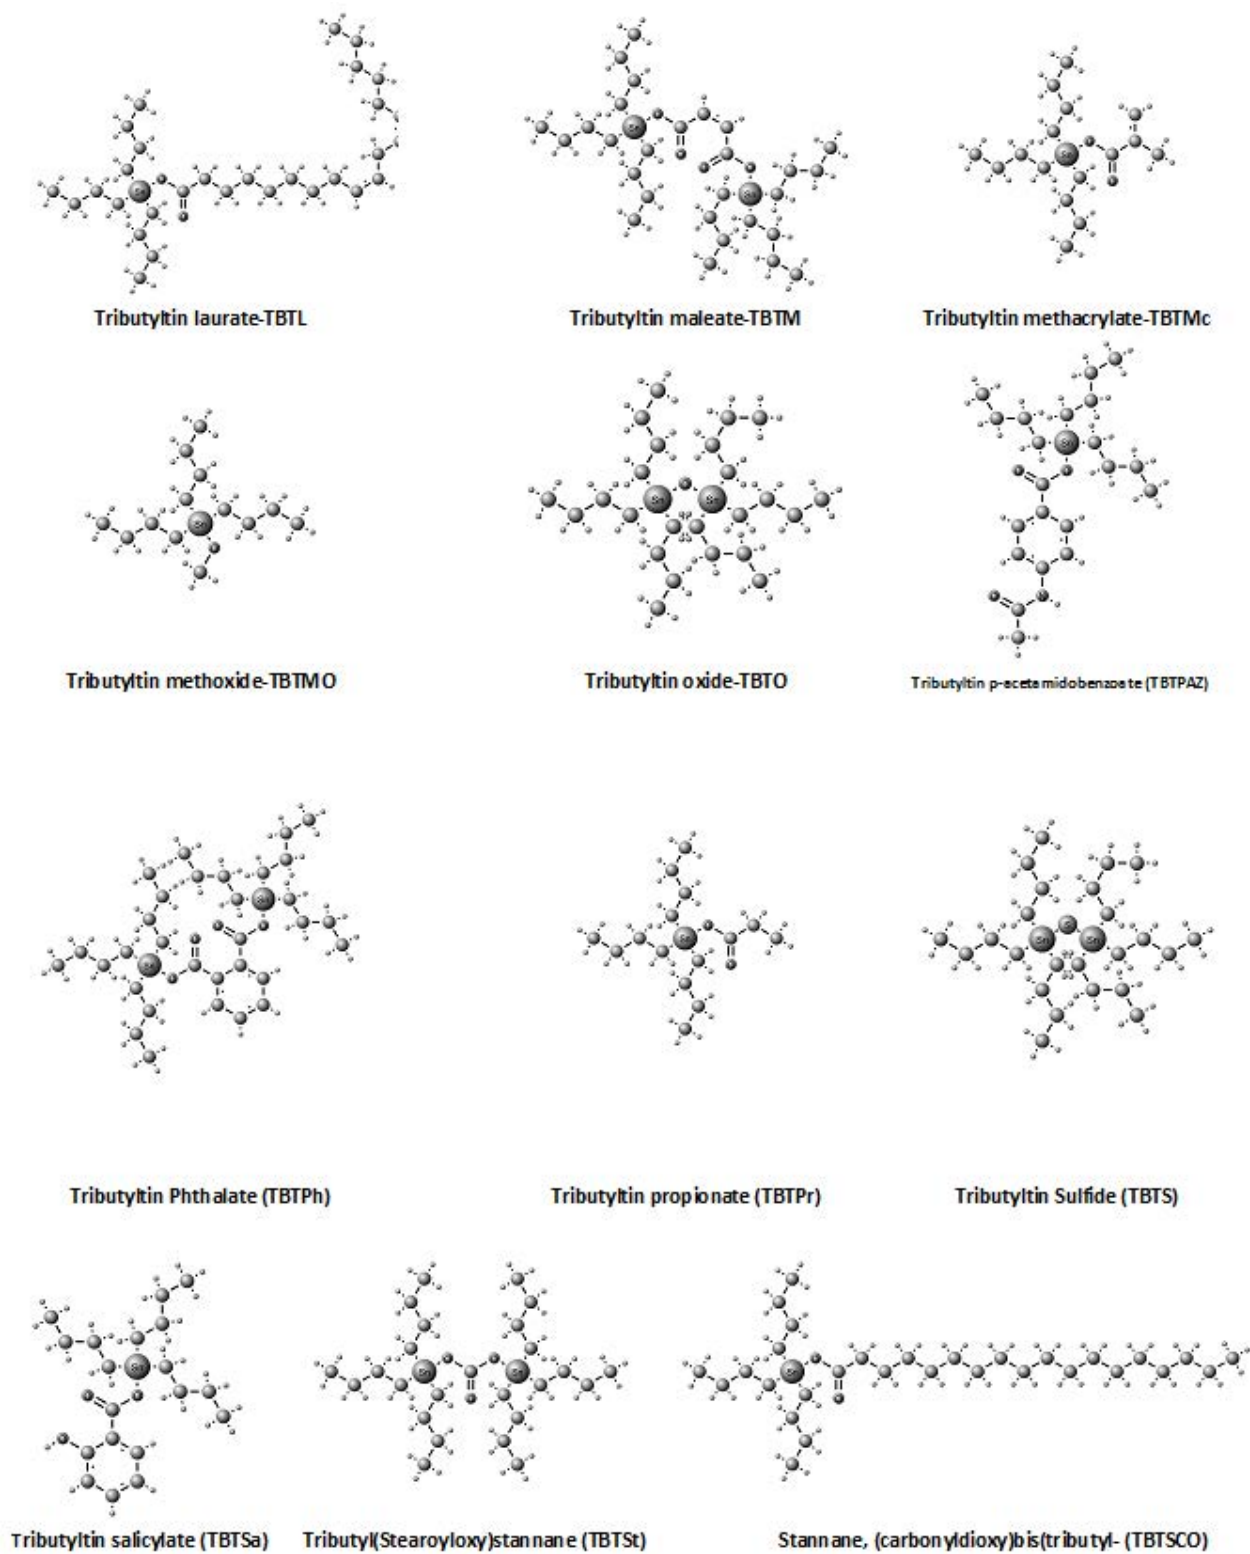 Tributyltin laurate-TBTL
Tributyltin maleate-TBTM
Tributyltin methacrylate-TBTMc
Tributyltin methoxide-TBTMO
Tributyltin oxide-TBTO
Tributyltin p-acetamidobenzoate (TBTPAZ)
Tributyltin Phthalate (TBTPh)
Tributyltin propionate (TBTPr)
Tributyltin Sulfide (TBTS)
Tributyltin salicylate (TBTSa)
Tributyl(Stearoyloxy)stannane (TBTSt)
Stannane, (carbonyldioxy)bis(tributyl- (TBTSCO)